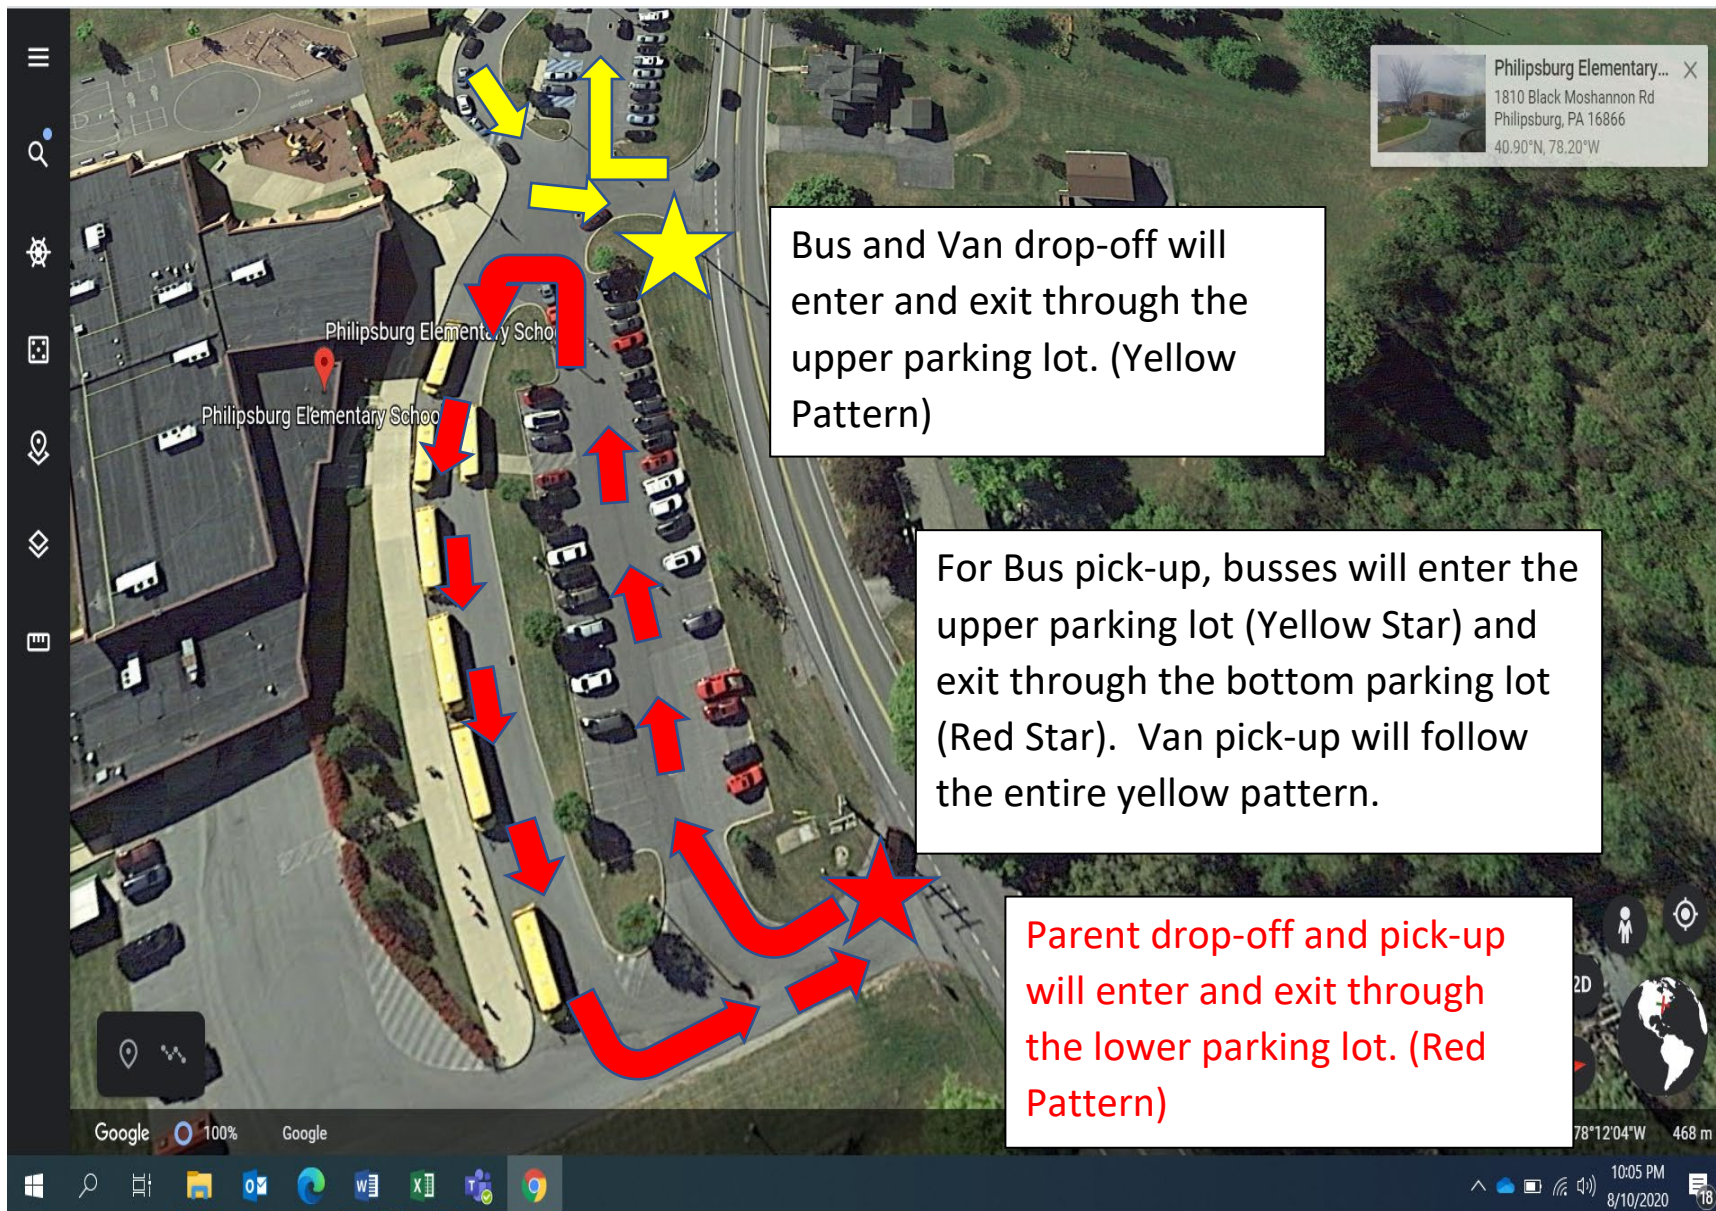 Philipsburg Elementary... X
1810 Black Moshannon Rd
Philipsburg, PA 16866
40.90°N, 78.20°W
Bus and Van drop-off will
enter and exit through the
upper parking lot. (Yellow
Pattern)
Philipsburg Elementary Schoo
Philipsburg Elementary Schoo
For Bus pick-up, busses will enter the
upper parking lot (Yellow Star) and
exit through the bottom parking lot
(Red Star).  Van pick-up will follow
the entire yellow pattern.
Parent drop-off and pick-up
will enter and exit through
the lower parking lot. (Red
Pattern)
2D
Google 100% Google
78°12'04"W 468 m
10:05 PM
8/10/2020
18